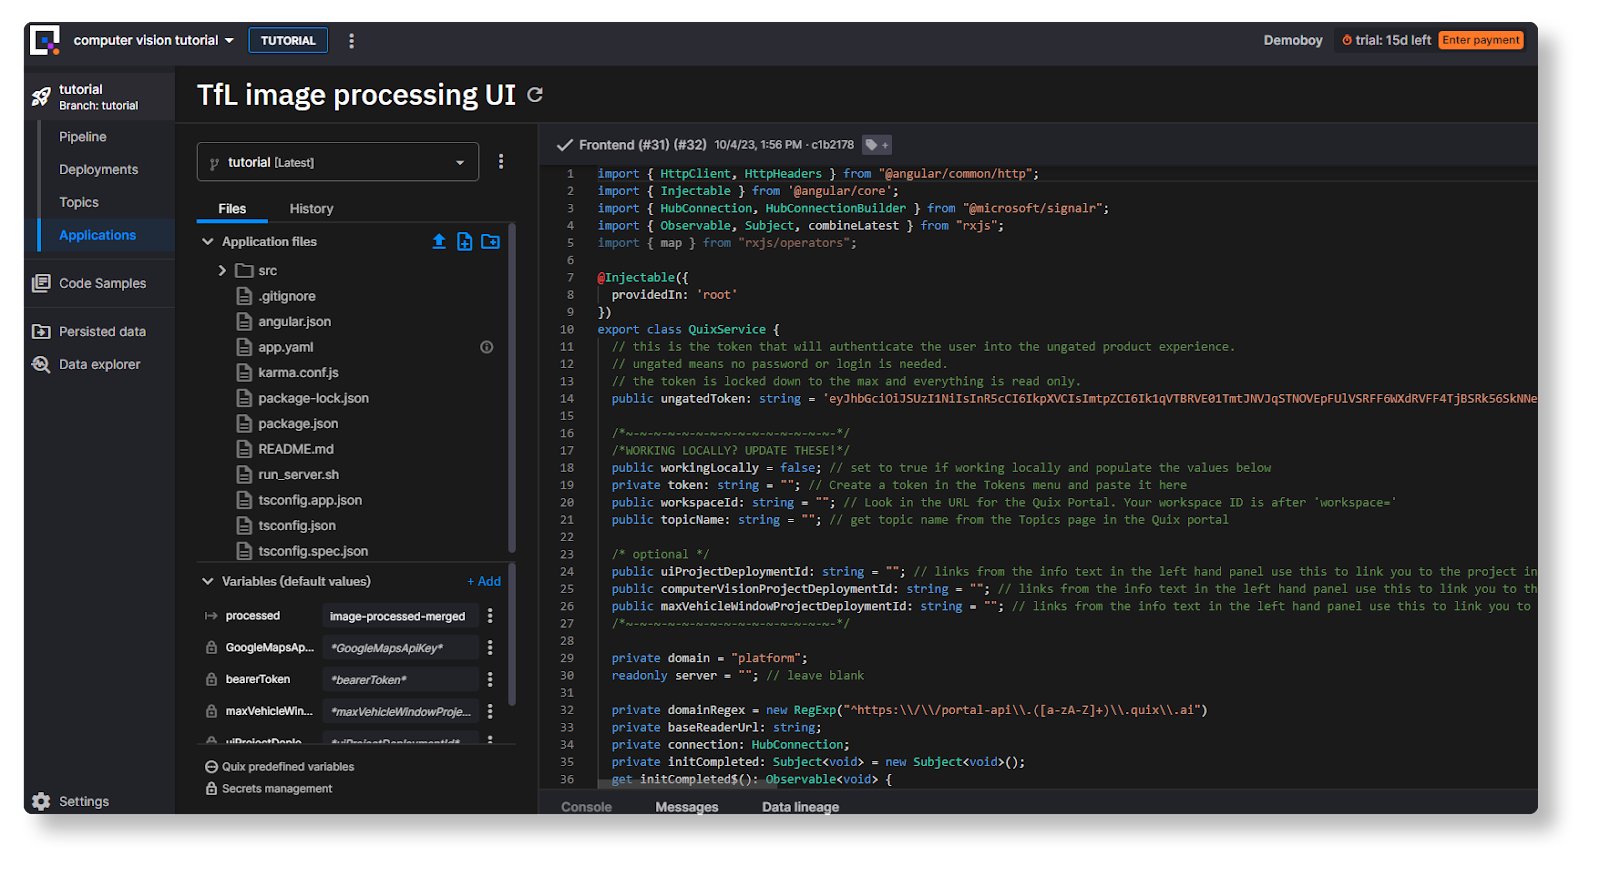 computer vision tutorial
TUTORIAL
Demoboy
trial: 15d left
Enter payment
tutorial
Branch: tutorial
Pipeline
Deployments
Topics
Applications
Code Samples
Persisted data
Data explorer
Settings
TfL image processing UI
tutorial [Latest]
Files
History
Application files
src
.gitignore
angular.json
app.yaml
karma.conf.js
package-lock.json
package.json
README.md
run_server.sh
tsconfig.app.json
tsconfig.json
tsconfig.spec.json
Variables (default values)
+ Add
processed
image-processed-merged
GoogleMapsAp...
*GoogleMapsApiKey*
bearerToken
*bearerToken*
maxVehicleWin...
*maxVehicleWindowProje...
uiProjectDeplo...
*uiProjectDeploymentId*
Quix predefined variables
Secrets management
Frontend (#31) (#32) 10/4/23, 1:56 PM · c1b2178
+
1 import { HttpClient, HttpHeaders } from "@angular/common/http";
2 import { Injectable } from '@angular/core';
3 import { HubConnection, HubConnectionBuilder } from "@microsoft/signalr";
4 import { Observable, Subject, combineLatest } from "rxjs";
5 import { map } from "rxjs/operators";
6
7 @Injectable({
8 providedIn: 'root'
9 })
10 export class QuixService {
11 // this is the token that will authenticate the user into the ungated product experience.
12 // ungated means no password or login is needed.
13 // the token is locked down to the max and everything is read only.
14 public ungatedToken: string =
15
16 /*~-~-~-~-~-~-~-~-~-~-~-~-~-~-~-*/
17 /*WORKING LOCALLY? UPDATE THESE!*/
18 public workingLocally = false; // set to true if working locally and populate the values below
19 private token: string = ""; // Create a token in the Tokens menu and paste it here
20 public workspaceId: string = ""; // Look in the URL for the Quix Portal. Your workspace ID is after 'workspace='
21 public topicName: string = ""; // get topic name from the Topics page in the Quix portal
22
23 /* optional */
24 public uiProjectDeploymentId: string = ""; // links from the info text in the left hand panel use this to link you to the project in
25 public computerVisionProjectDeploymentId: string = ""; // links from the info text in the left hand panel use this to link you to th
26 public maxVehicleWindowProjectDeploymentId: string = ""; // links from the info text in the left hand panel use this to link you to
27 /*~-~-~-~-~-~-~-~-~-~-~-~-~-~-~-*/
28
29 private domain = "platform";
30 readonly server = ""; // leave blank
31
32 private domainRegex = new RegExp("^https:\\/\\/portal-api\\.([a-zA-Z]+)\\.quix\\.ai")
33 private baseReaderUrl: string;
34 private connection: HubConnection;
35 private initCompleted: Subject<void> = new Subject<void>();
36 get initCompleted$(): Observable<void> {
Console
Messages
Data lineage